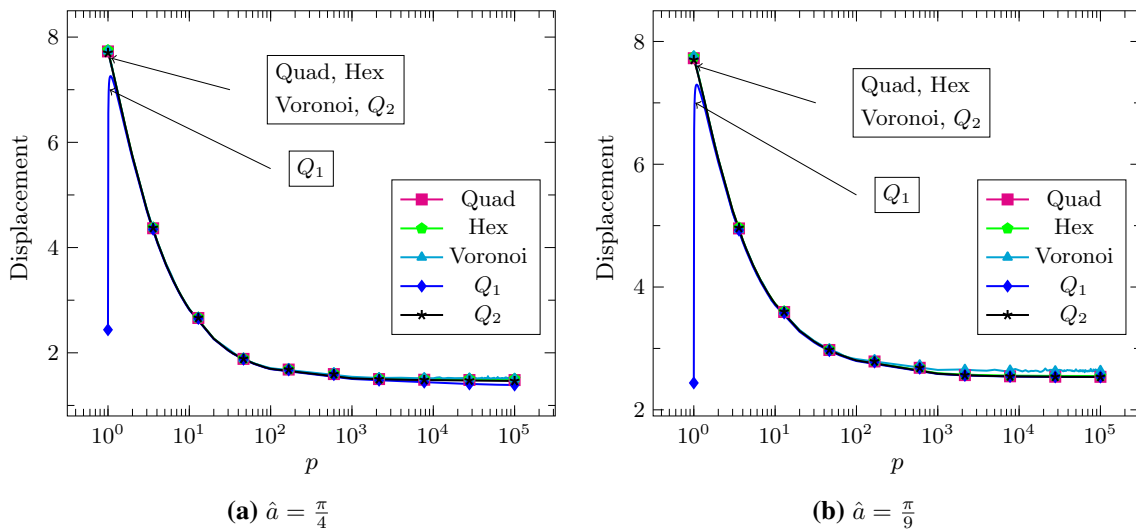 8
6
4
2
Displacement
10^0
10^1
10^2
10^3
10^4
10^5
p
Quad, Hex
Voronoi, Q_2
Q_1
Quad
Hex
Voronoi
Q_1
Q_2
(a) â = π/4
8
6
4
2
Displacement
10^0
10^1
10^2
10^3
10^4
10^5
p
Quad, Hex
Voronoi, Q_2
Q_1
Quad
Hex
Voronoi
Q_1
Q_2
(b) â = π/9